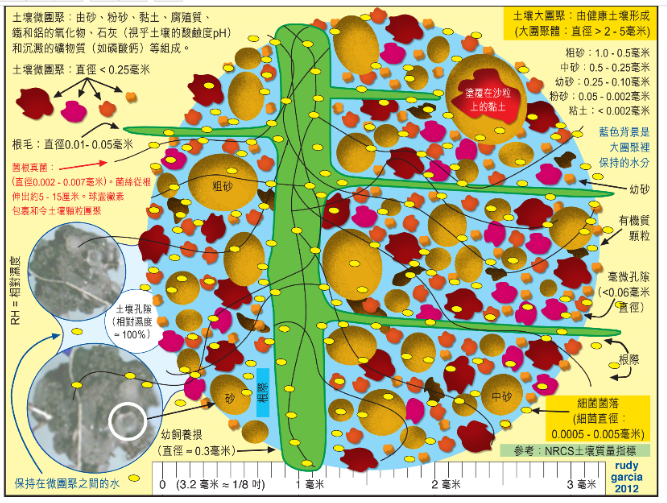 土壤微團聚：由砂、粉砂、黏土、腐殖質、
鐵和鋁的氧化物、石灰（視乎土壤的酸鹼度pH）
和沉澱的礦物質（如磷酸鈣）等組成。
土壤微團聚：直徑 < 0.25毫米
根毛：直徑0.01 - 0.05毫米
菌根真菌：
(直徑0.002 - 0.007毫米)。菌絲從根
伸出約5 - 15厘米。球蛋黴素
包裹和令土壤顆粒團聚
RH = 相對濕度
土壤孔隙
(相對濕度
≈ 100%)
保持在微團聚之間的水
幼飼養根
(直徑 ≈ 0.3毫米)
粗砂
砂
根際
中砂
塗覆在沙粒
上的黏土
土壤大團聚：由健康土壤形成
(大團聚體：直徑 > 2 - 5毫米)
粗砂：1.0 - 0.5毫米
中砂：0.5 - 0.25毫米
幼砂：0.25 - 0.10毫米
粉砂：0.05 - 0.002毫米
粘土：< 0.002毫米
藍色背景是
大團聚裡
保持的水分
幼砂
有機質
顆粒
毫微孔隙
(<0.06毫米
直徑)
根際
細菌菌落
(細菌直徑：
0.0005 - 0.005毫米)
參考：NRCS土壤質量指標
rudy
garcia
2012
0 (3.2毫米 ≈ 1/8 吋) 1 毫米 2 毫米 3 毫米